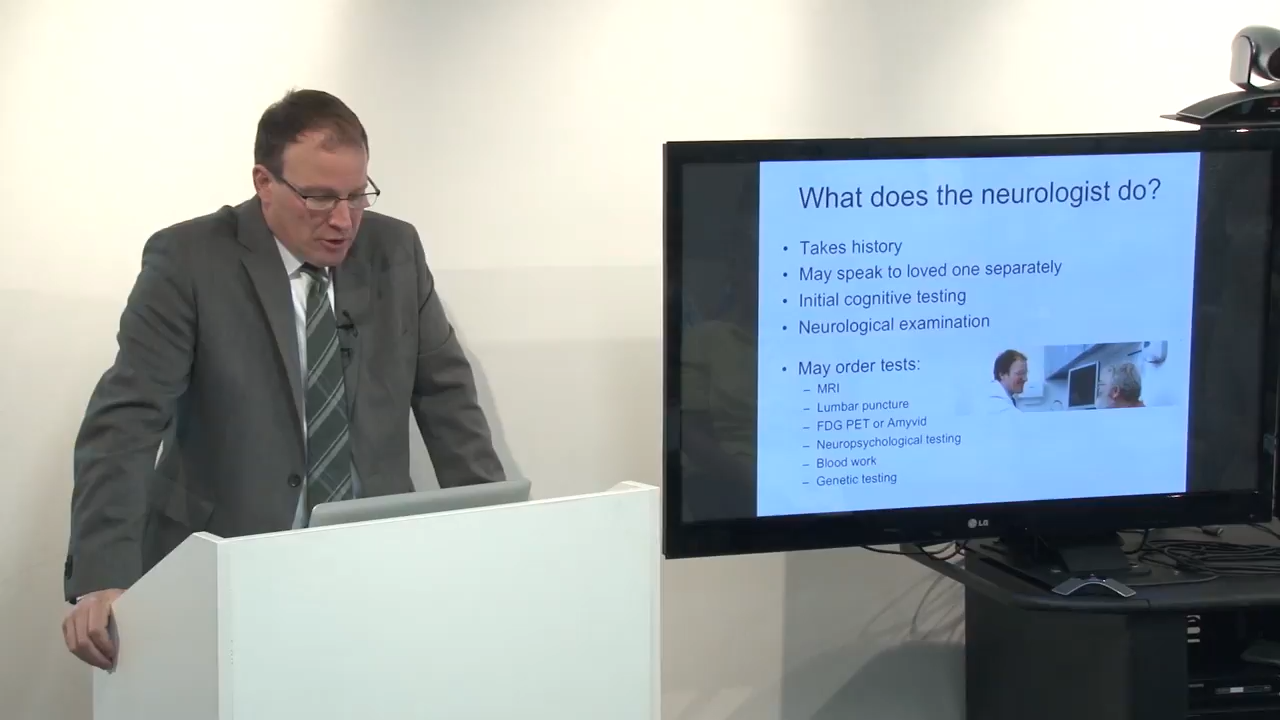 What does the neurologist do?
• Takes history
• May speak to loved one separately
• Initial cognitive testing
• Neurological examination
• May order tests:
– MRI
– Lumbar puncture
– FDG PET or Amyvid
– Neuropsychological testing
– Blood work
– Genetic testing
LG